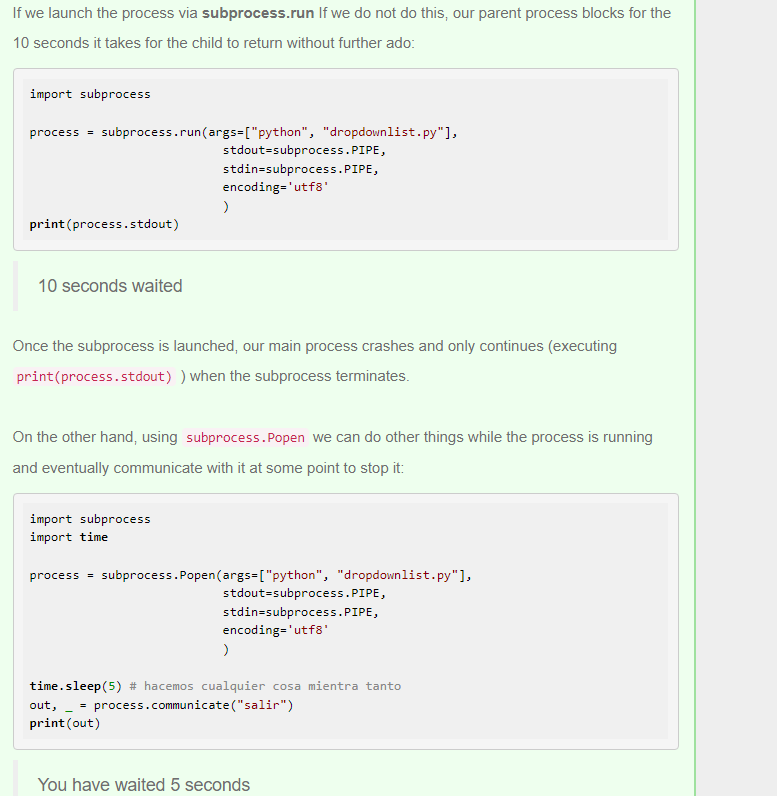 If we launch the process via subprocess.run If we do not do this, our parent process blocks for the
10 seconds it takes for the child to return without further ado:
import subprocess
process = subprocess.run(args=["python", "dropdownlist.py"],
stdout=subprocess.PIPE,
stdin=subprocess.PIPE,
encoding='utf8'
)
print(process.stdout)
10 seconds waited
Once the subprocess is launched, our main process crashes and only continues (executing
print(process.stdout) ) when the subprocess terminates.
On the other hand, using subprocess.Popen we can do other things while the process is running
and eventually communicate with it at some point to stop it:
import subprocess
import time
process = subprocess.Popen(args=["python", "dropdownlist.py"],
stdout=subprocess.PIPE,
stdin=subprocess.PIPE,
encoding='utf8'
)
time.sleep(5) # hacemos cualquier cosa mientra tanto
out, _ = process.communicate("salir")
print(out)
You have waited 5 seconds